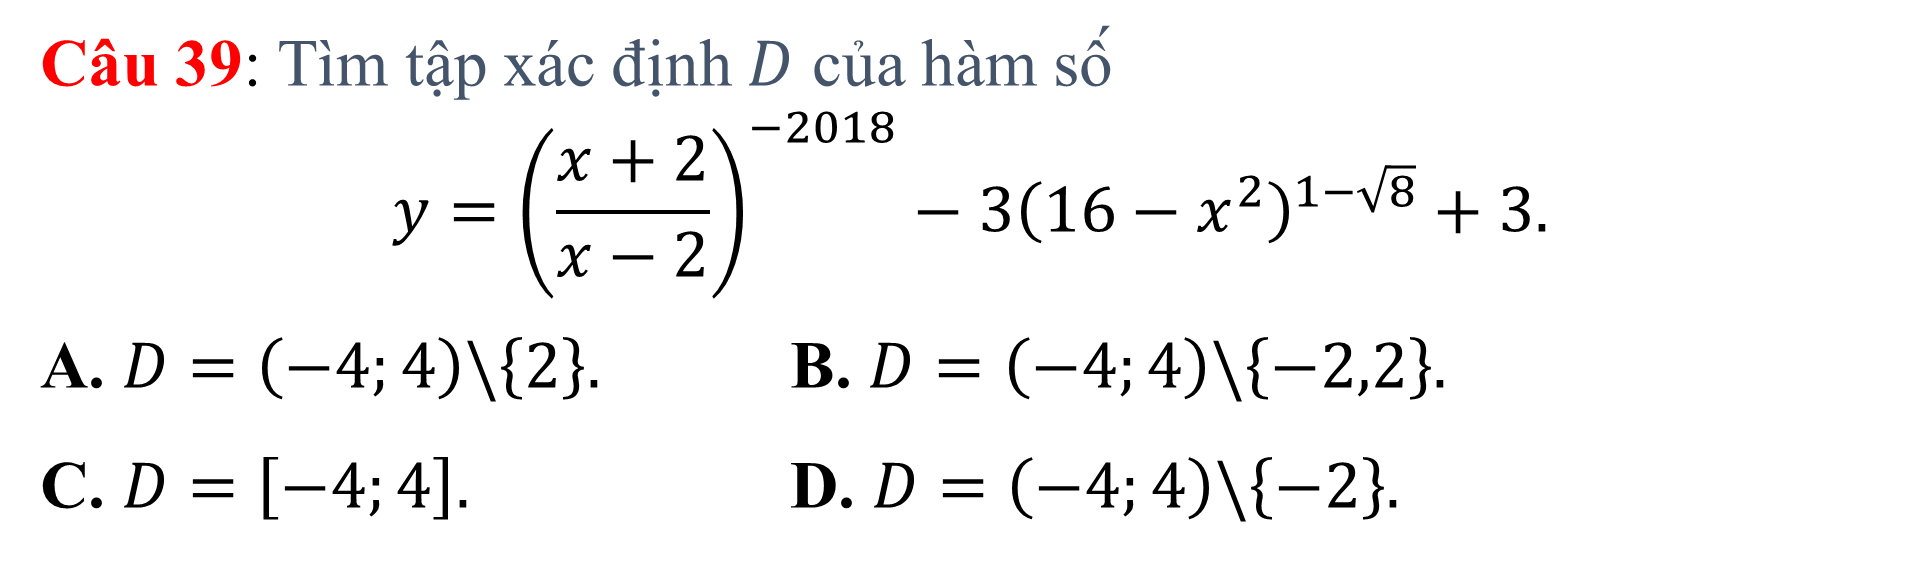 Câu 39: Tìm tập xác định D của hàm số
y = ((x + 2)/(x − 2))^(−2018) − 3(16 − x²)^(1−√8) + 3.
A. D = (−4; 4)\{2}. B. D = (−4; 4)\{−2,2}.
C. D = [−4; 4]. D. D = (−4; 4)\{−2}.